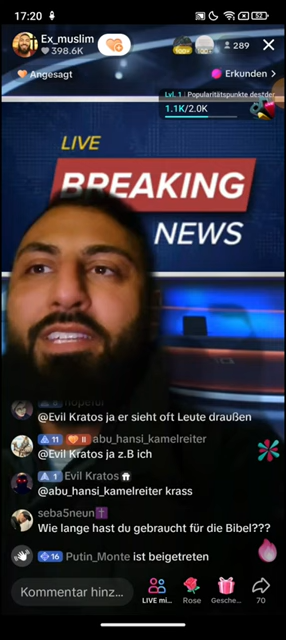 17:20
52
Ex_muslim
398.6K
289
Angesagt
Erkunden >
Lvl. 1 | Popularitätspunkte des/der
1.1K/2.0K
LIVE
BREAKING
NEWS
@Evil Kratos ja er sieht oft Leute draußen
11 II abu_hansi_kamelreiter
@Evil Kratos ja z.B ich
1 Evil Kratos
@abu_hansi_kamelreiter krass
seba5neun
Wie lange hast du gebraucht für die Bibel???
16 Putin_Monte ist beigetreten
Kommentar hinz...
LIVE mi...
Rose
Gesche...
70